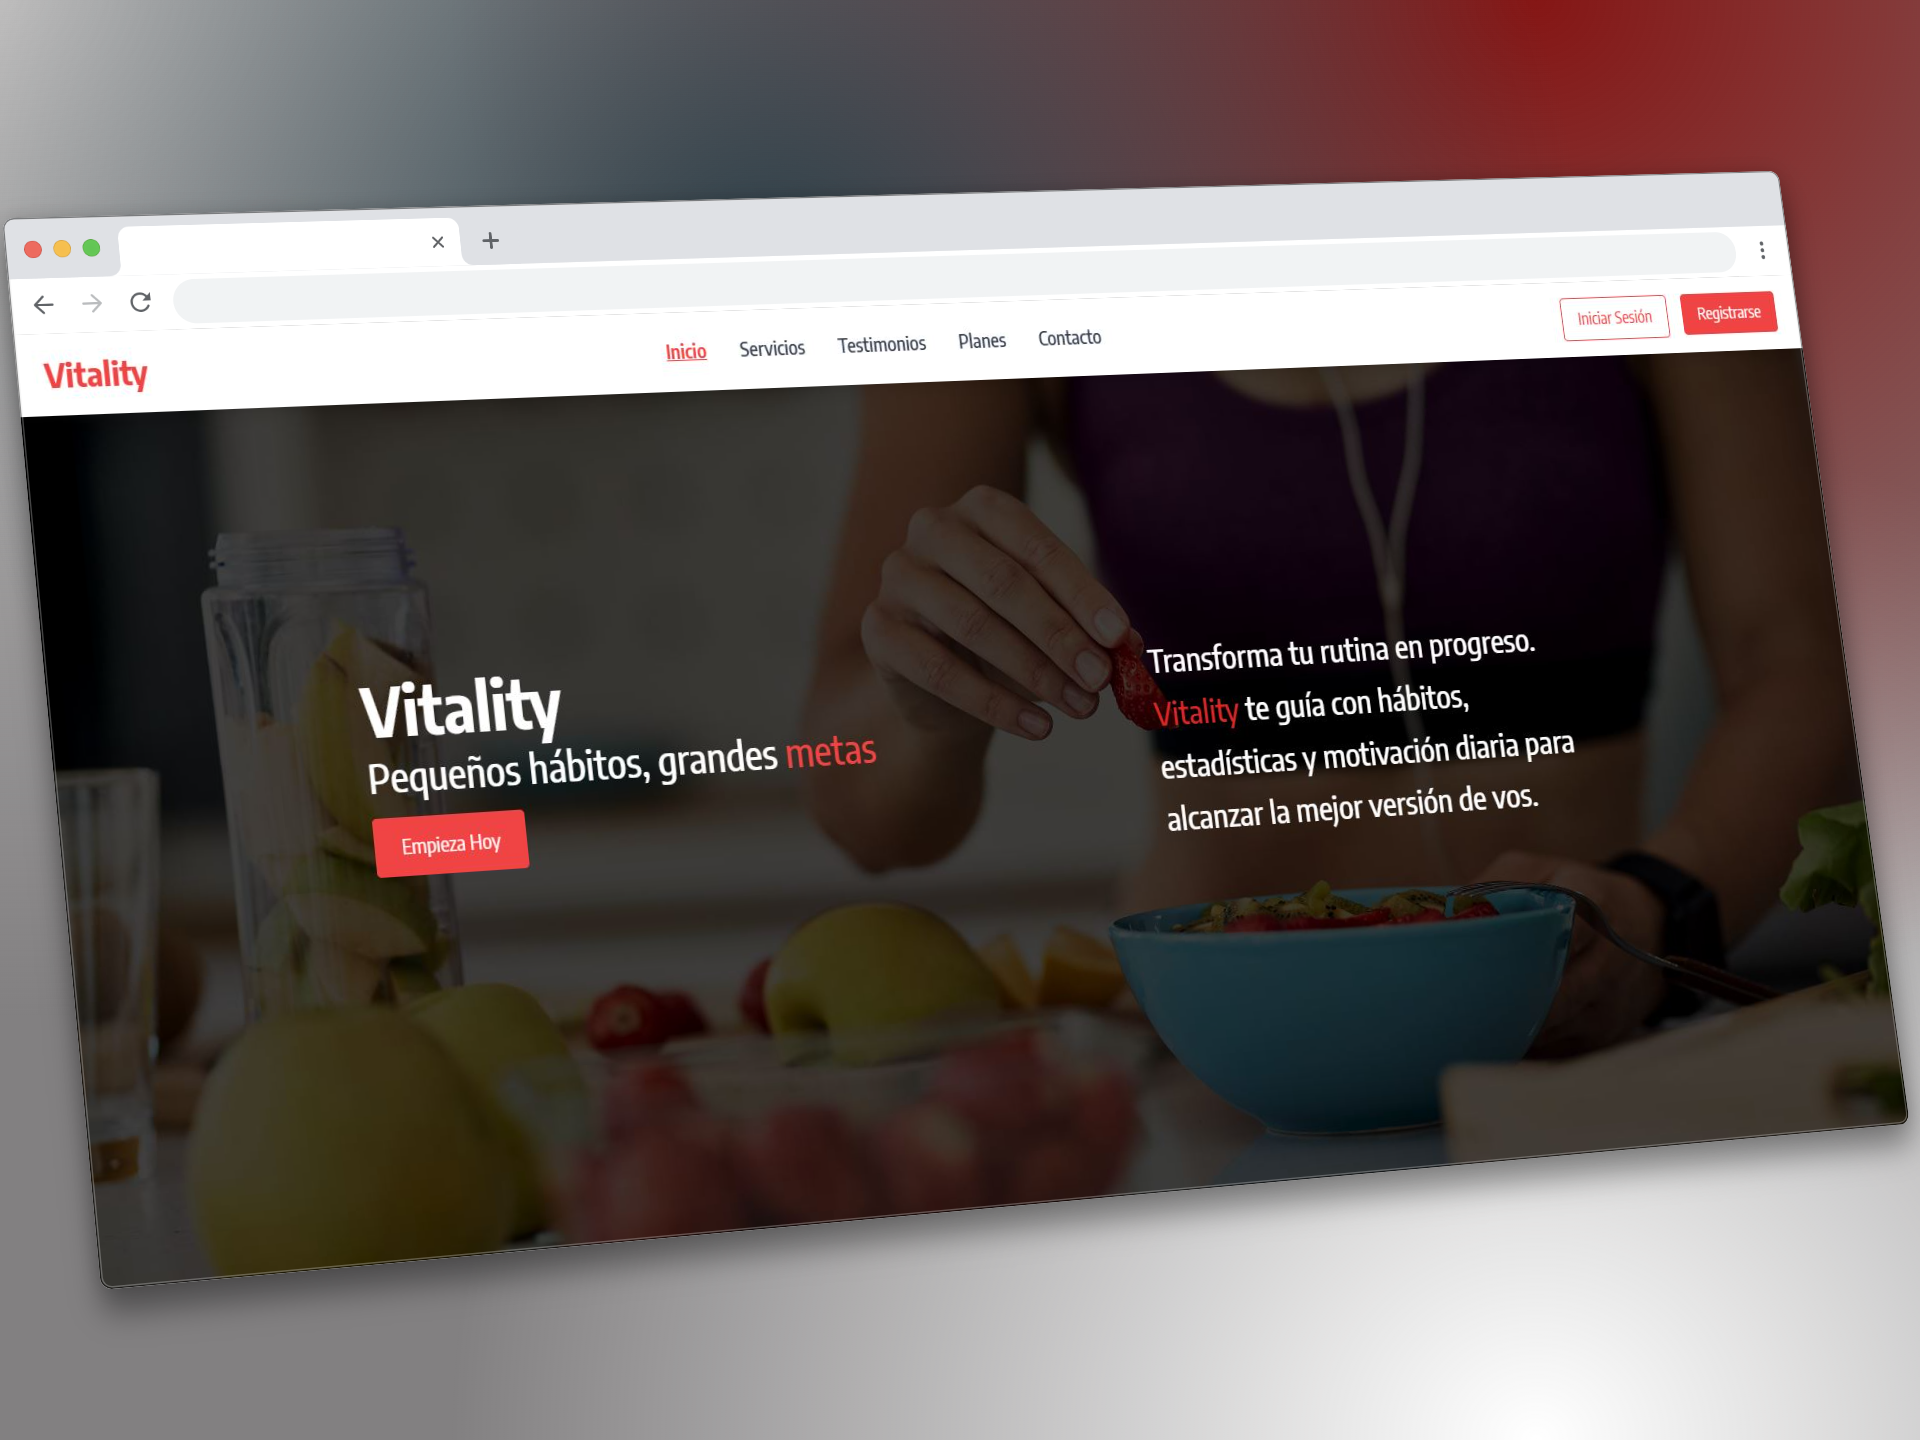 Vitality
Inicio Servicios Testimonios Planes Contacto
Iniciar Sesión Registrarse
Vitality
Pequeños hábitos, grandes metas
Empieza Hoy
Transforma tu rutina en progreso.
Vitality te guía con hábitos,
estadísticas y motivación diaria para
alcanzar la mejor versión de vos.